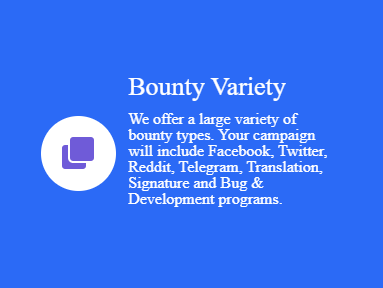 Bounty Variety
We offer a large variety of
bounty types. Your campaign
will include Facebook, Twitter,
Reddit, Telegram, Translation,
Signature and Bug &
Development programs.